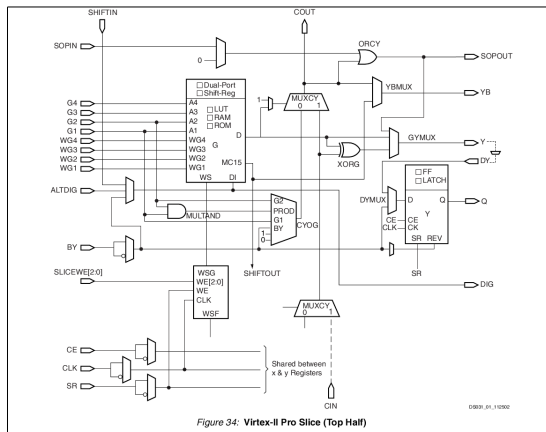 SHIFTIN
COUT
SOPIN
0
ORCY
SOPOUT
Dual-Port
Shift-Reg
MUXCY
0 1
YBMUX
YB
G4
G3
G2
G1
WG4
WG3
WG2
WG1
A4
A3
A2
A1
WG4
WG3
WG2
WG1
LUT
RAM
ROM
G
D
MC15
WS
DI
1
GYMUX
Y
XORG
DY
ALTDIG
MULTAND
G2
PROD
G1
BY
1
0
CYOG
DYMUX
FF
LATCH
D
Y
Q
Q
CE
CLK
CE
CK
SR REV
BY
SR
SLICEWE[2:0]
WSG
WE[2:0]
WE
CLK
WSF
SHIFTOUT
DIG
MUXCY
0 1
CE
CLK
SR
Shared between
x & y Registers
CIN
DS031_01_112502
Figure 34: Virtex-II Pro Slice (Top Half)